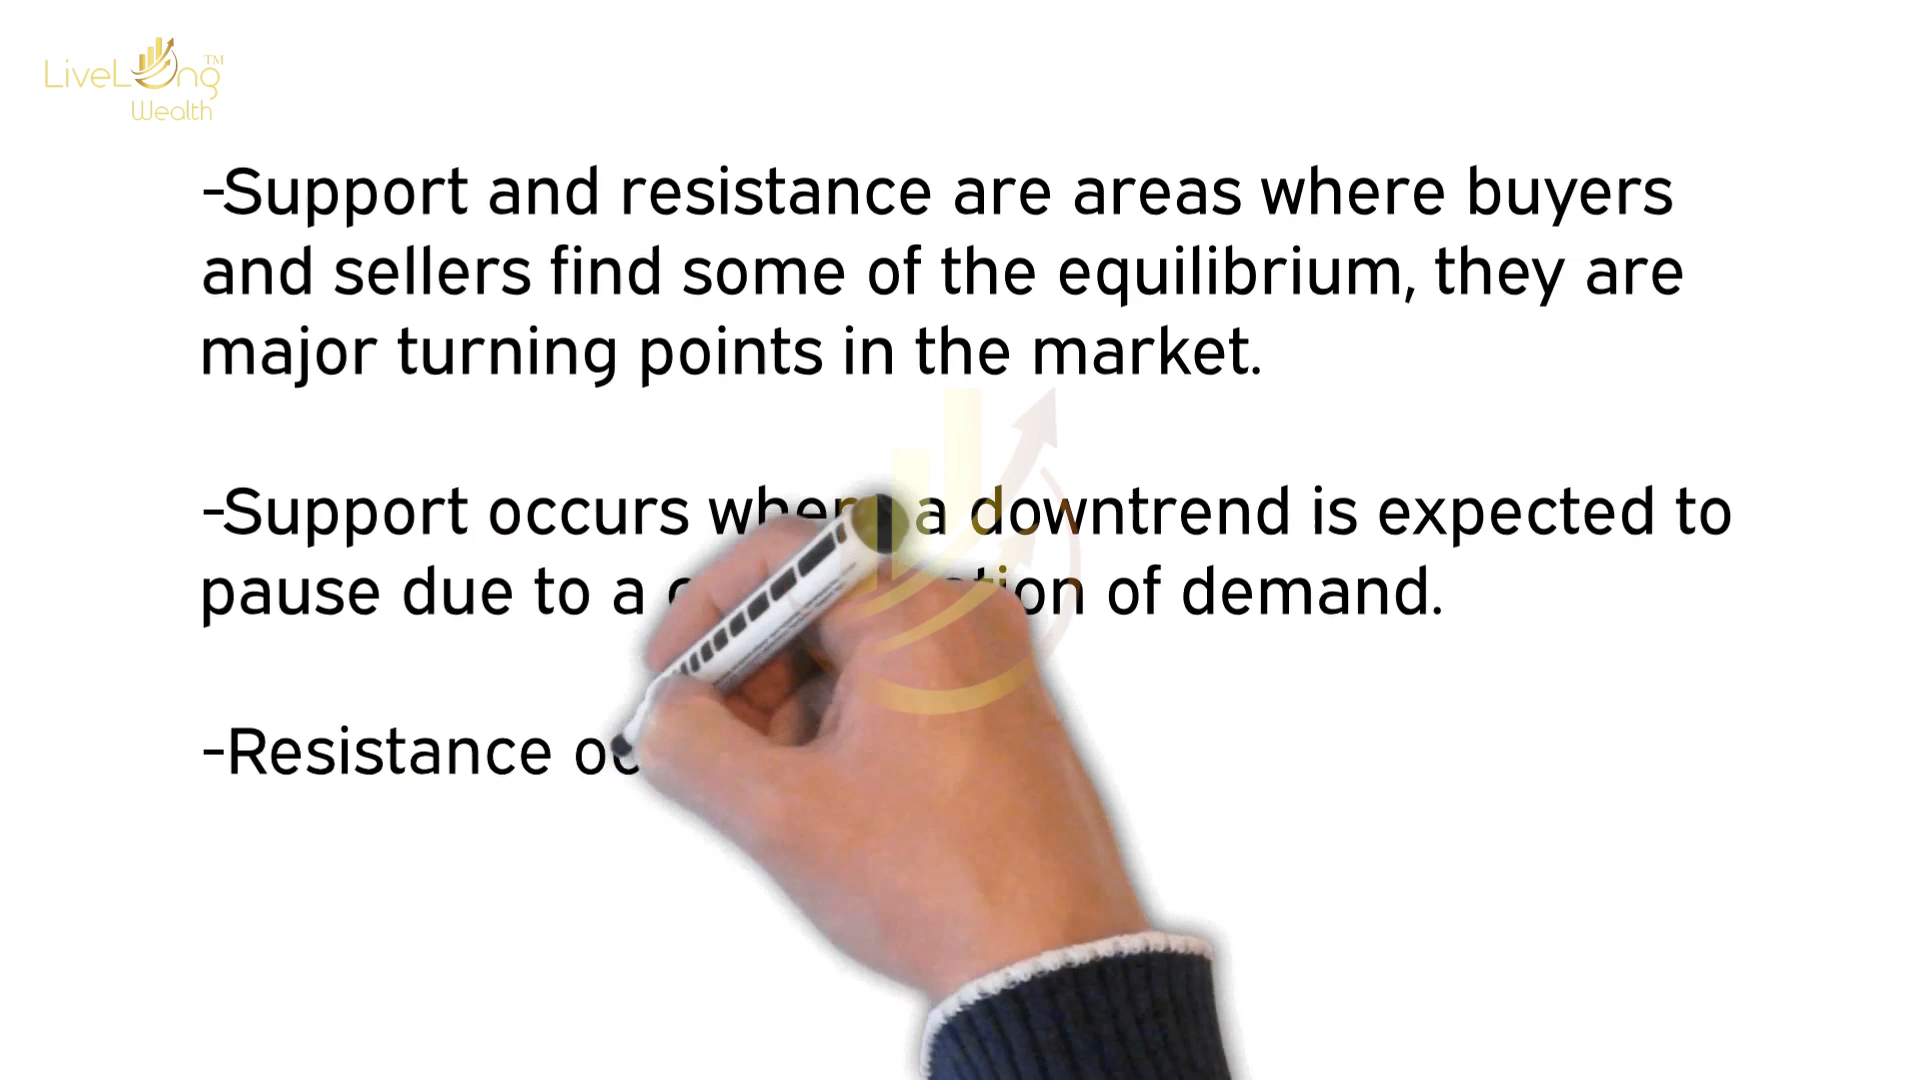 LiveLong™
Wealth
-Support and resistance are areas where buyers
and sellers find some of the equilibrium, they are
major turning points in the market.
-Support occurs a downtrend is expected to
pause due to a of demand.
-Resistance